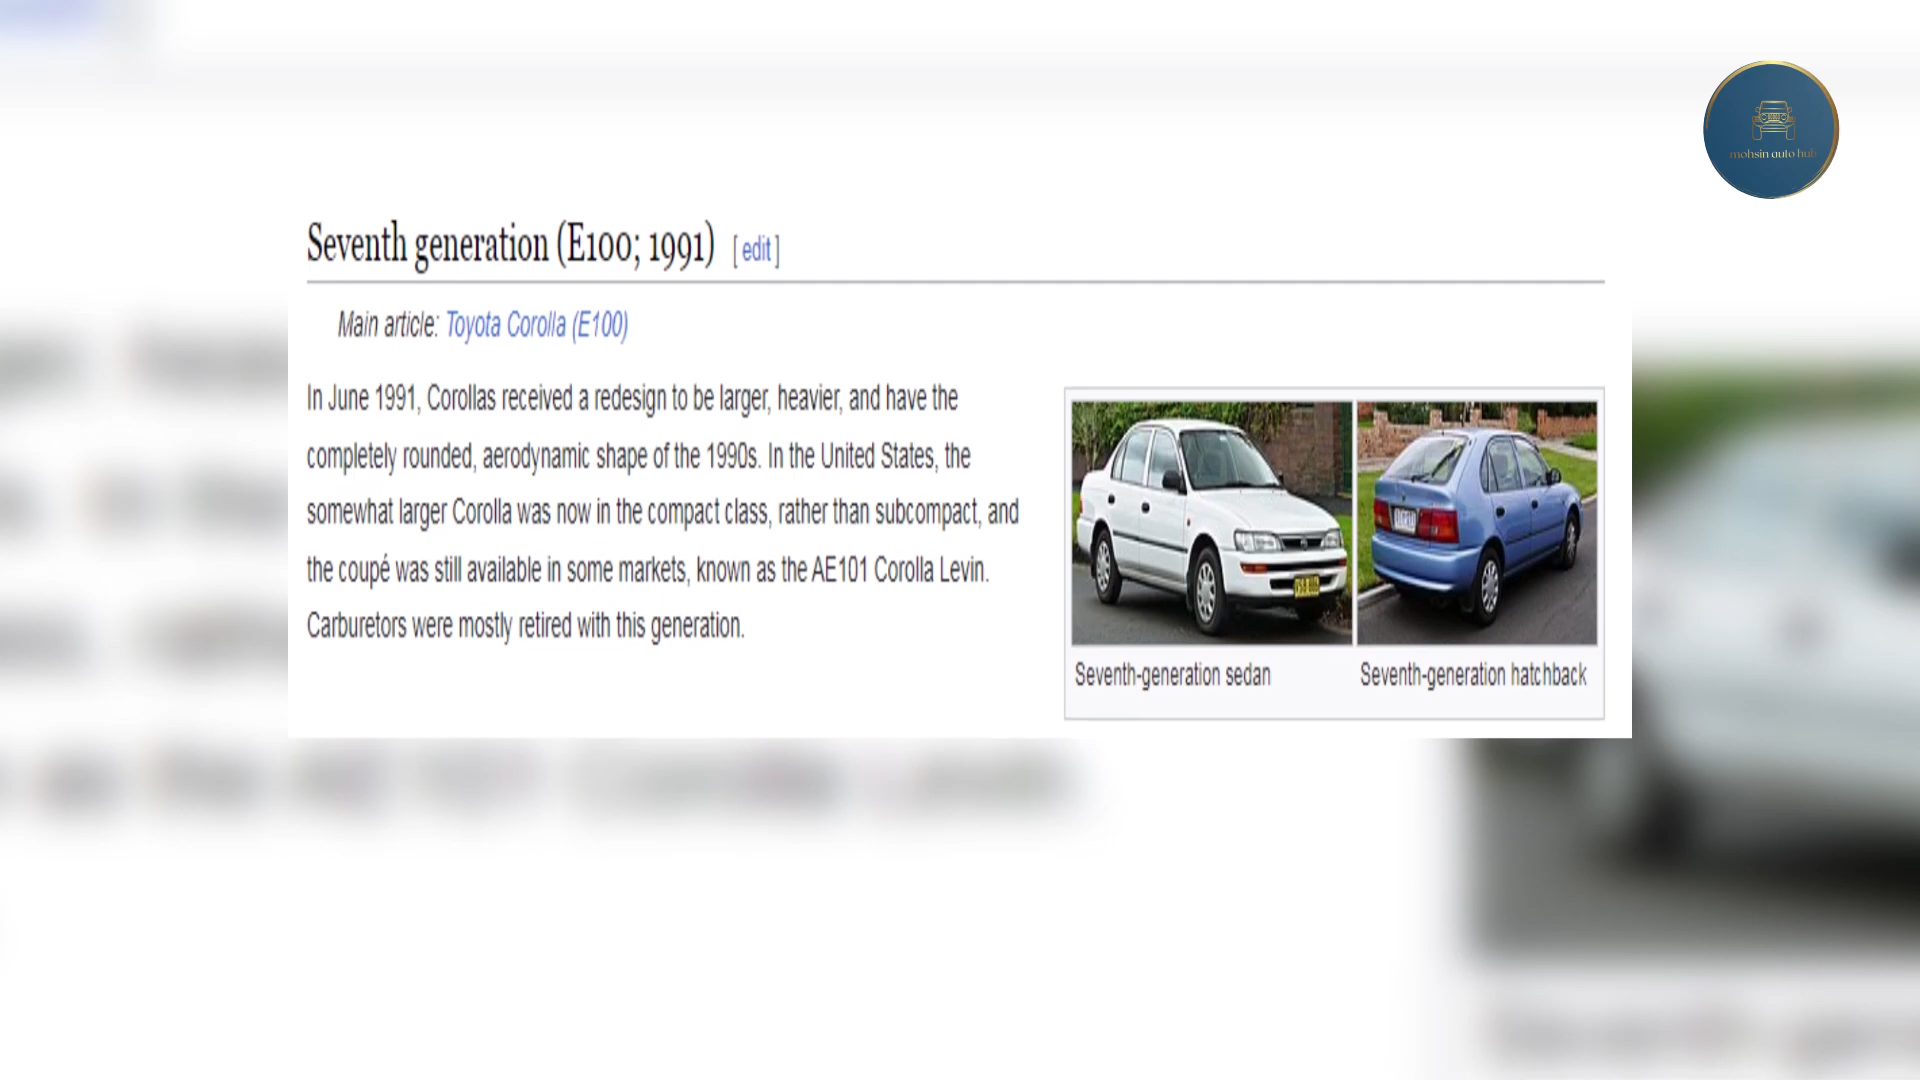 mohsin auto hub
Seventh generation (E100; 1991) [ edit ]
Main article: Toyota Corolla (E100)
In June 1991, Corollas received a redesign to be larger, heavier, and have the
completely rounded, aerodynamic shape of the 1990s. In the United States, the
somewhat larger Corolla was now in the compact class, rather than subcompact, and
the coupé was still available in some markets, known as the AE101 Corolla Levin.
Carburetors were mostly retired with this generation.
Seventh-generation sedan
Seventh-generation hatchback